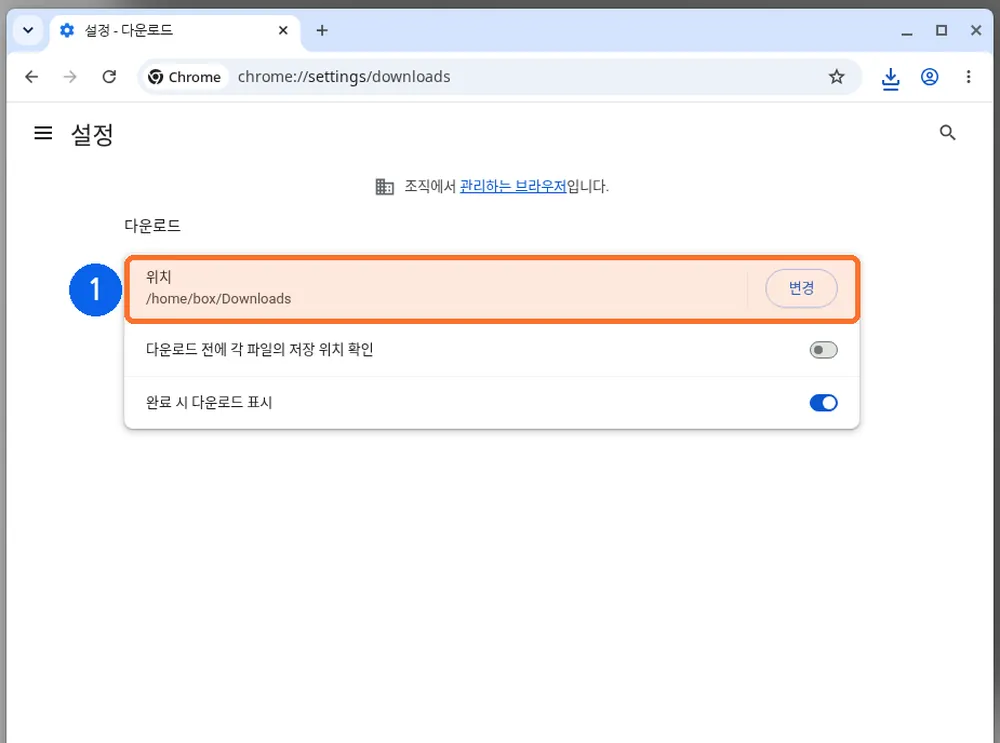 설정 - 다운로드
Chrome chrome://settings/downloads
설정
조직에서 관리하는 브라우저입니다.
다운로드
1
위치
/home/box/Downloads
변경
다운로드 전에 각 파일의 저장 위치 확인
완료 시 다운로드 표시